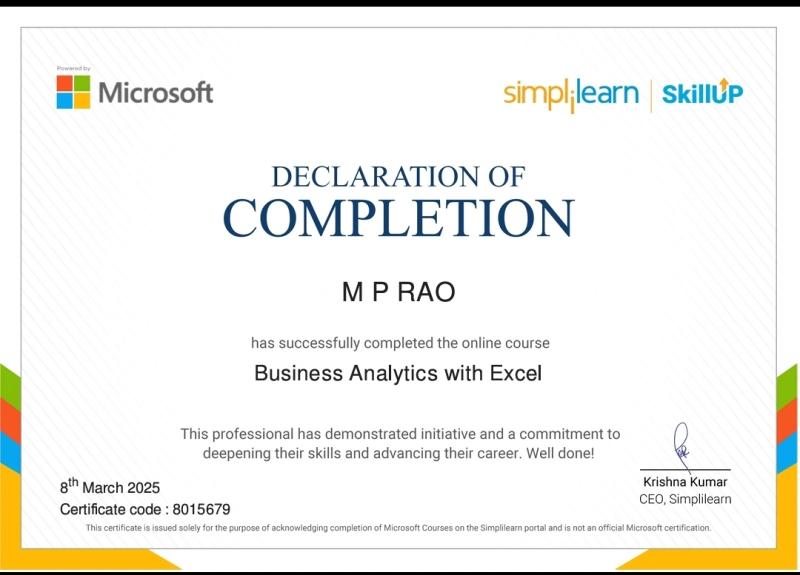 Powered by
Microsoft
simplilearn | SkillUP
DECLARATION OF
COMPLETION
M P RAO
has successfully completed the online course
Business Analytics with Excel
This professional has demonstrated initiative and a commitment to
deepening their skills and advancing their career. Well done!
8th March 2025
Certificate code : 8015679
Krishna Kumar
CEO, Simplilearn
This certificate is issued solely for the purpose of acknowledging completion of Microsoft Courses on the Simplilearn portal and is not an official Microsoft certification.